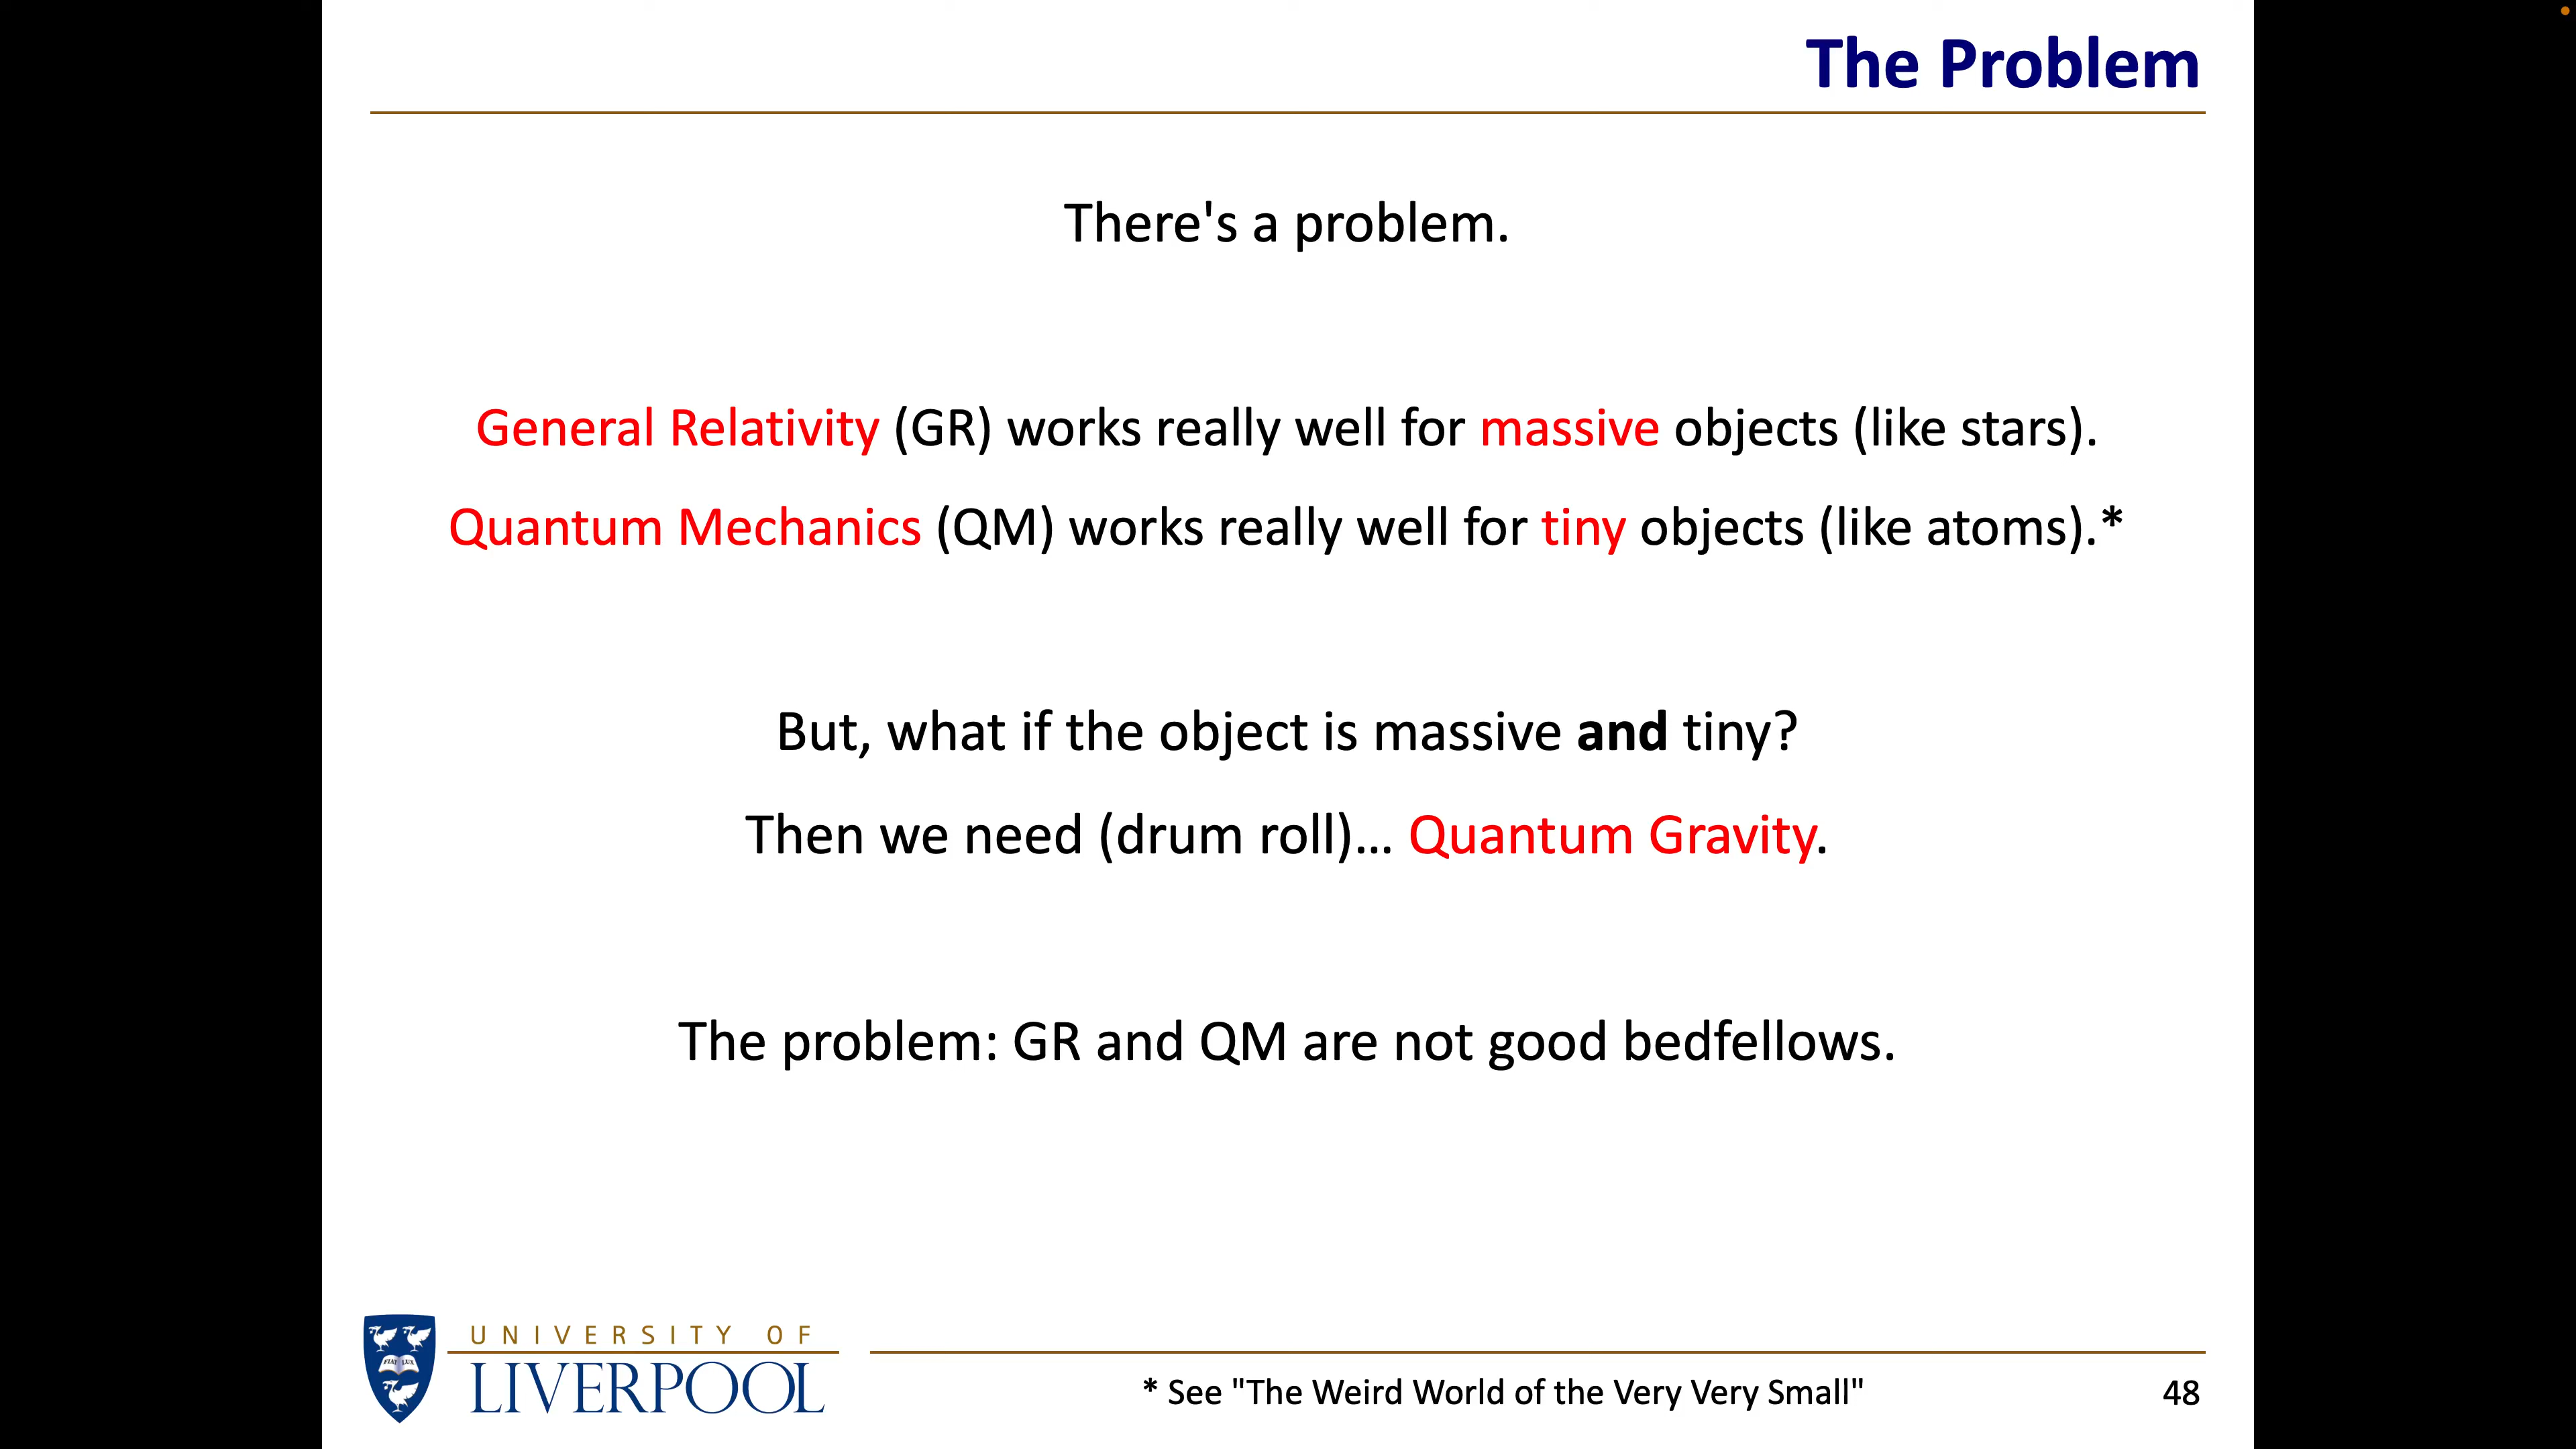 The Problem
There's a problem.
General Relativity (GR) works really well for massive objects (like stars).
Quantum Mechanics (QM) works really well for tiny objects (like atoms).*
But, what if the object is massive and tiny?
Then we need (drum roll)... Quantum Gravity.
The problem: GR and QM are not good bedfellows.
FIAT LUX
UNIVERSITY OF
LIVERPOOL
* See "The Weird World of the Very Very Small"
48